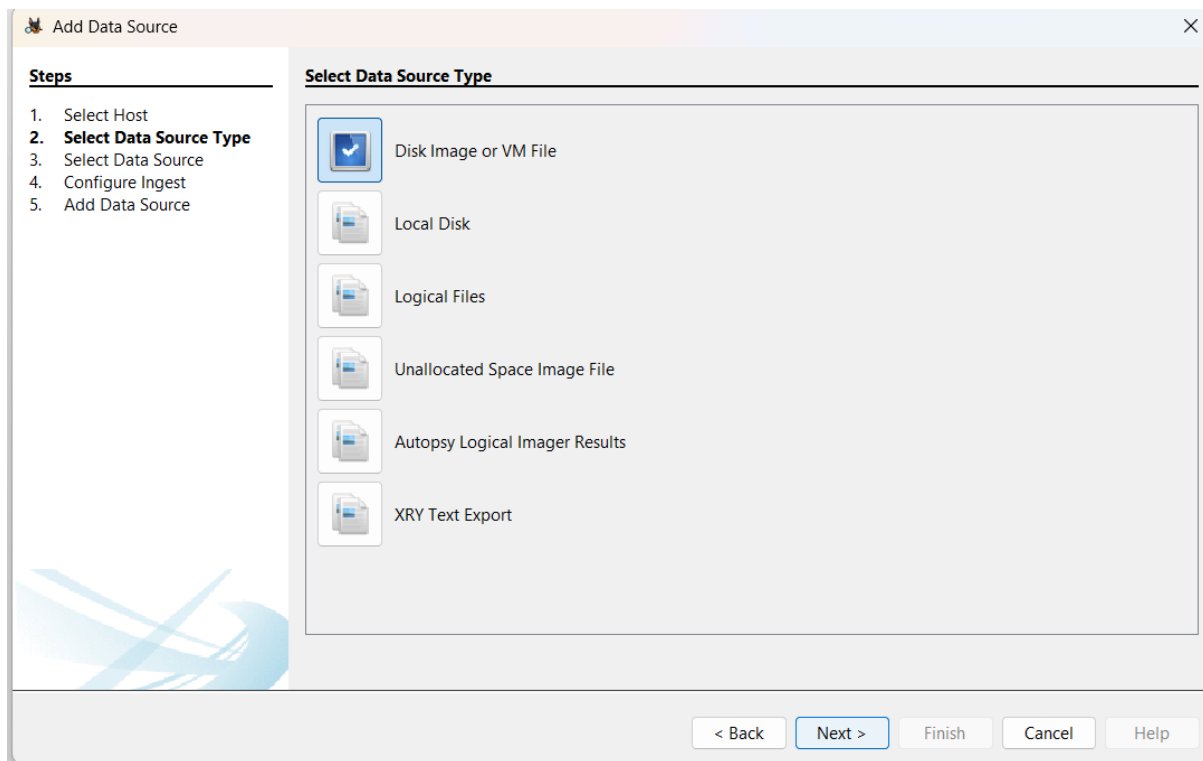 Add Data Source
Steps
1. Select Host
2. Select Data Source Type
3. Select Data Source
4. Configure Ingest
5. Add Data Source
Select Data Source Type
Disk Image or VM File
Local Disk
Logical Files
Unallocated Space Image File
Autopsy Logical Imager Results
XRY Text Export
< Back Next > Finish Cancel Help